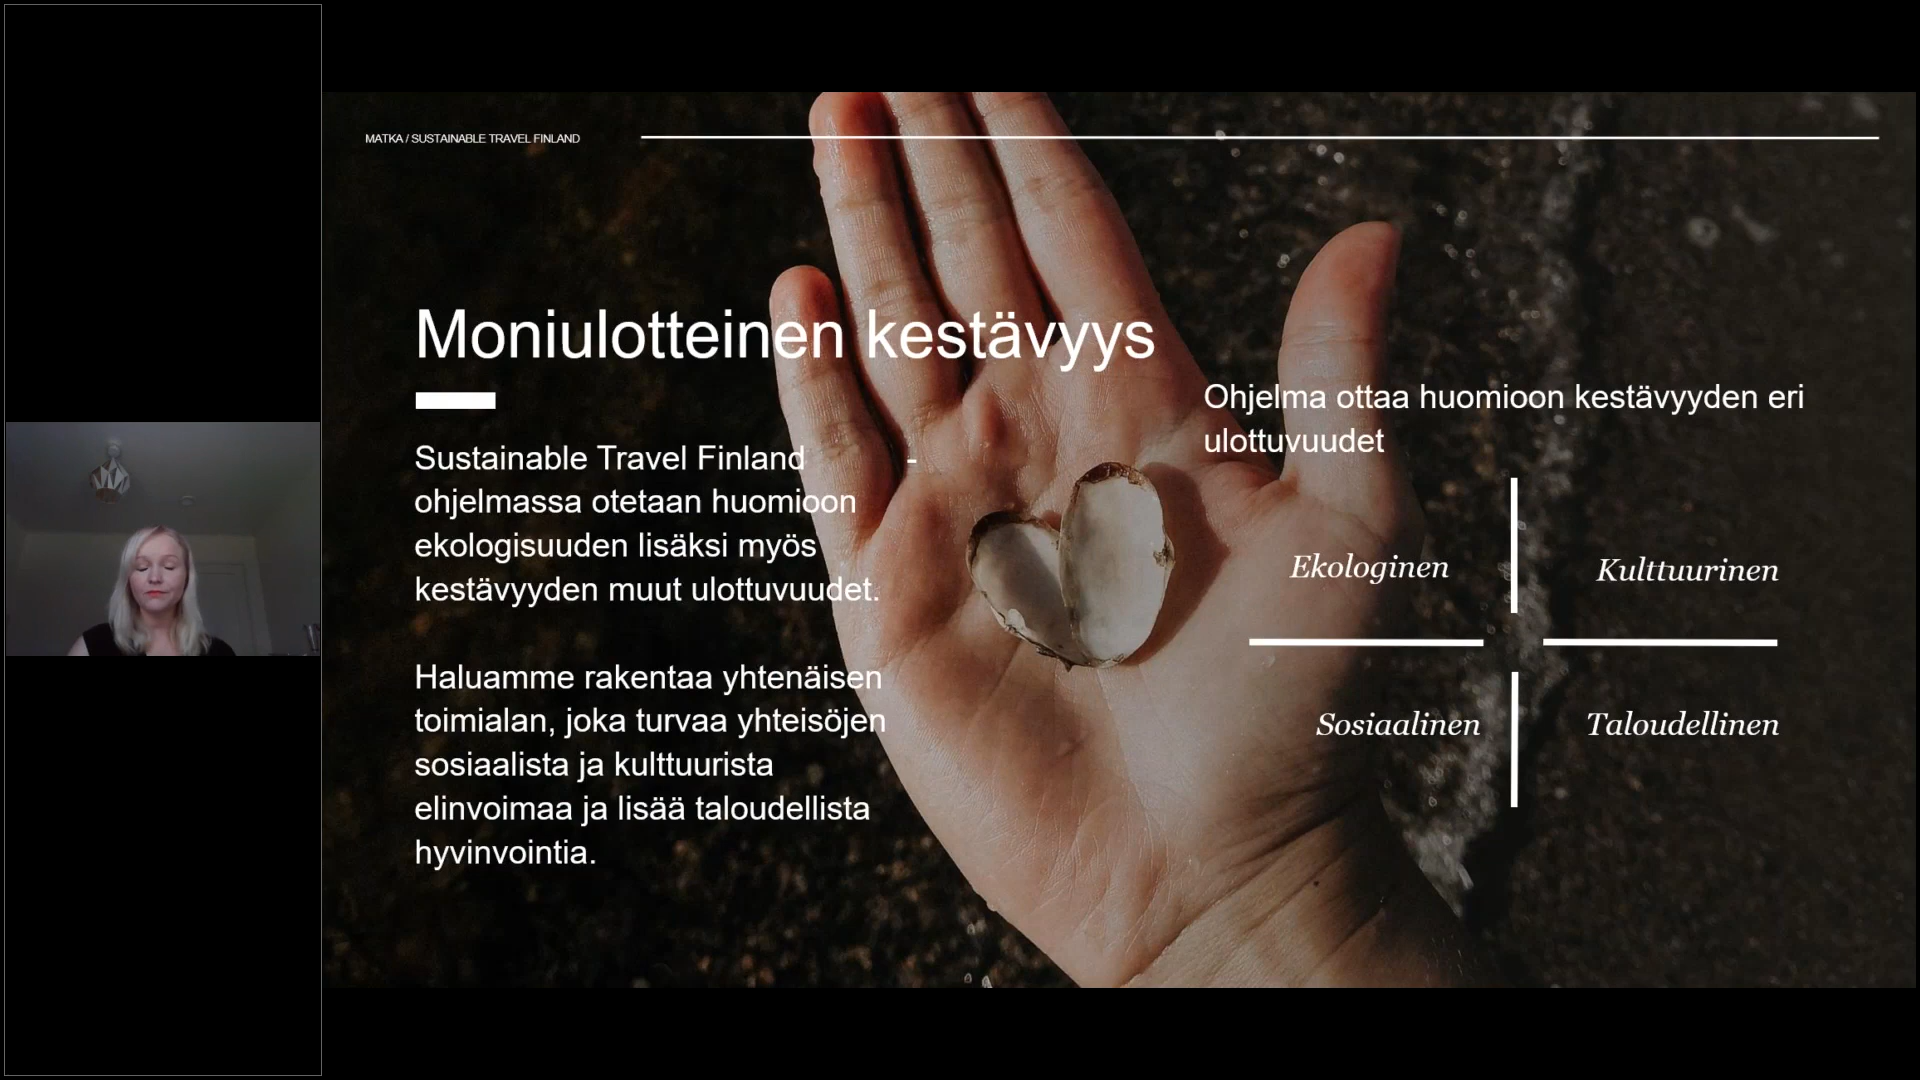 MATKA / SUSTAINABLE TRAVEL FINLAND
Moniulotteinen kestävyys
Sustainable Travel Finland -
ohjelmassa otetaan huomioon
ekologisuuden lisäksi myös
kestävyyden muut ulottuvuudet.
Haluamme rakentaa yhtenäisen
toimialan, joka turvaa yhteisöjen
sosiaalista ja kulttuurista
elinvoimaa ja lisää taloudellista
hyvinvointia.
Ohjelma ottaa huomioon kestävyyden eri
ulottuvuudet
Ekologinen
Kulttuurinen
Sosiaalinen
Taloudellinen